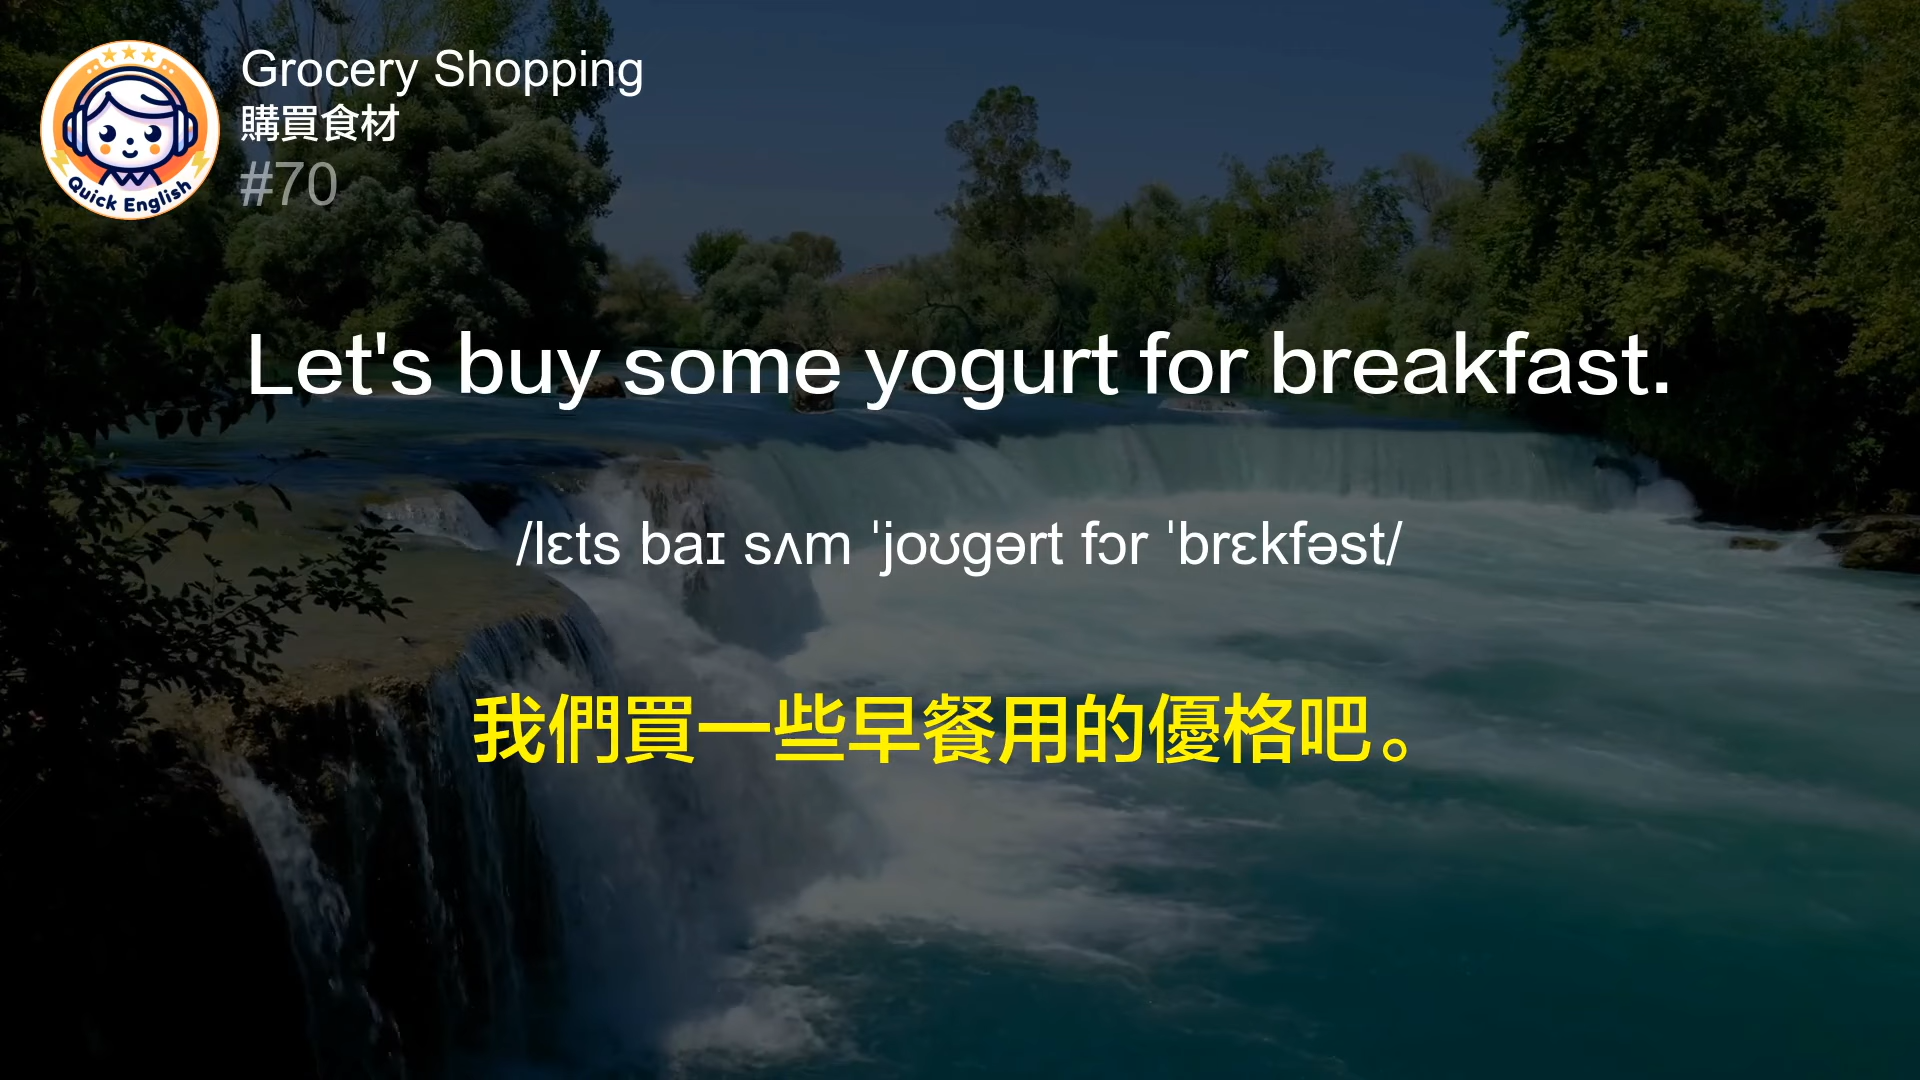 Quick English
Grocery Shopping
購買食材
#70
Let's buy some yogurt for breakfast.
/lɛts baɪ sʌm ˈjoʊgərt fɔr ˈbrɛkfəst/
我們買一些早餐用的優格吧。